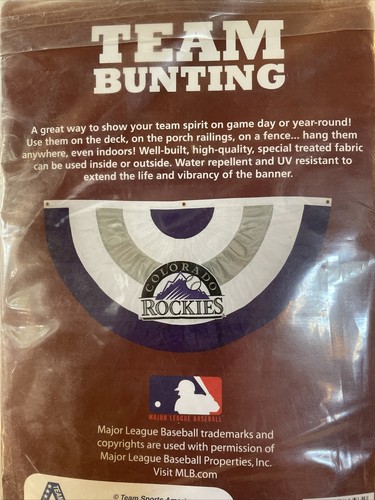 TEAM
BUNTING
A great way to show your team spirit on game day or year-round!
Use them on the deck, on the porch railings, on a fence... hang them
anywhere, even indoors! Well-built, high-quality, special treated fabric
can be used inside or outside. Water repellent and UV resistant to
extend the life and vibrancy of the banner.
COLORADO
ROCKIES
MAJOR LEAGUE BASEBALL
Major League Baseball trademarks and
copyrights are used with permission of
Major League Baseball Properties, Inc.
Visit MLB.com
© Team Sports